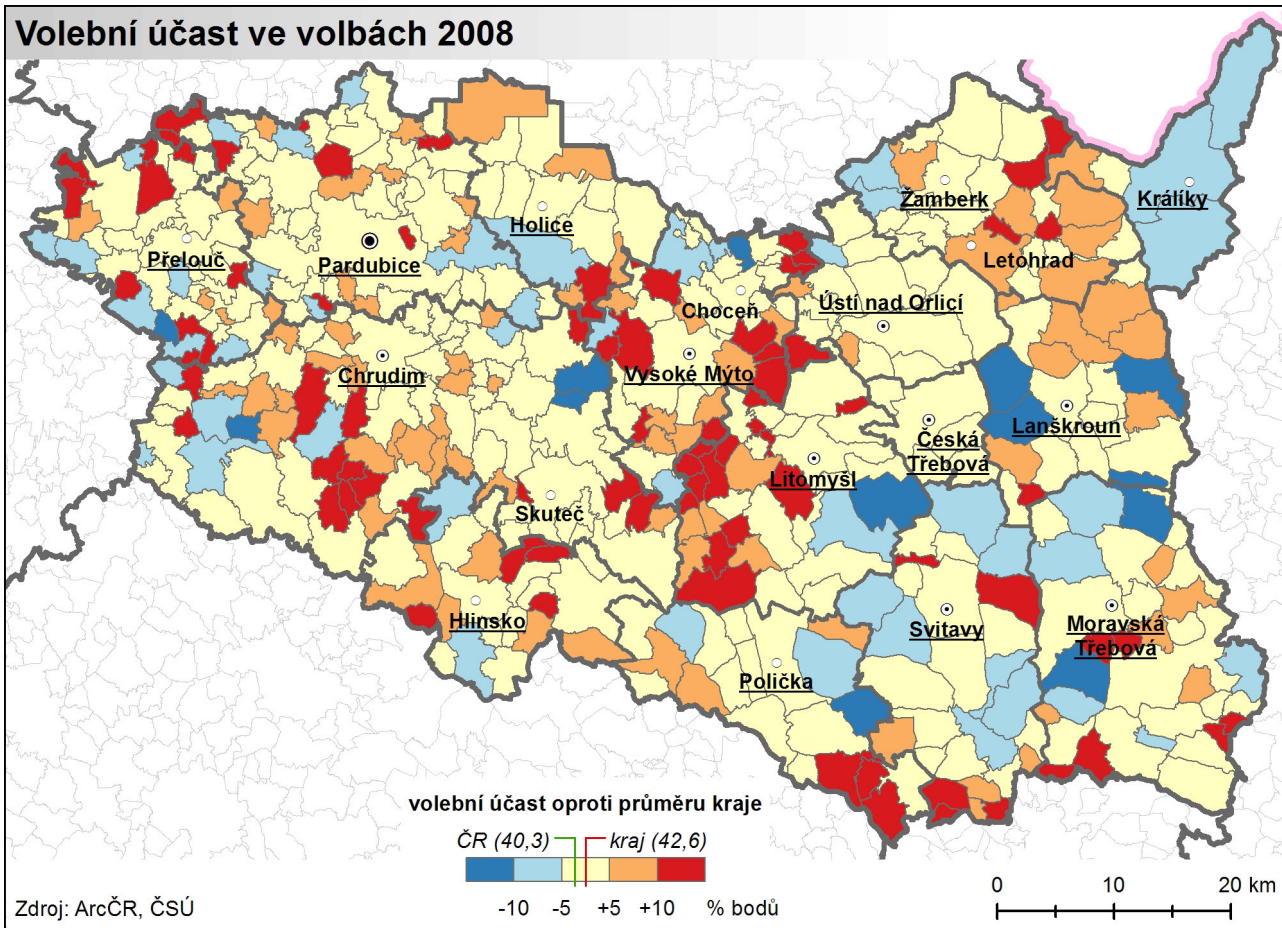 Volební účast ve volbách 2008
Žamberk
Králíky
Holice
Přelouč
Pardubice
Letohrad
Choceň
Ústí nad Orlicí
Chrudim
Vysoké Mýto
Lanškroun
Česká
Třebová
Litomyšl
Skuteč
Hlinsko
Svitavy
Moravská
Třebová
Polička
volební účast oproti průměru kraje
ČR (40,3)
kraj (42,6)
-10 -5 +5 +10 % bodů
0 10 20 km
Zdroj: ArcČR, ČSÚ